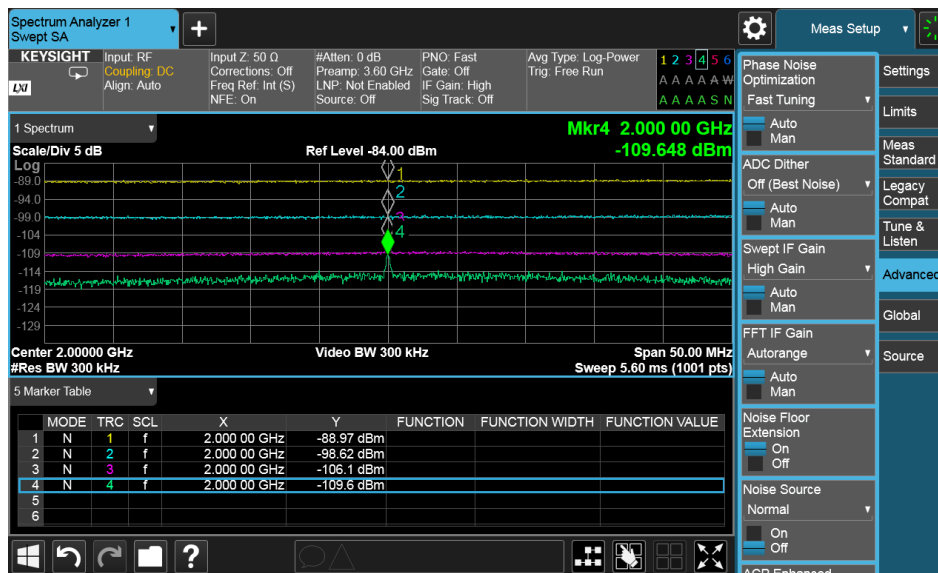 Spectrum Analyzer 1
Swept SA
+
Meas Setup
KEYSIGHT
LXI
Input: RF
Coupling: DC
Align: Auto
Input Z: 50 Ω
Corrections: Off
Freq Ref: Int (S)
NFE: On
#Atten: 0 dB
Preamp: 3.60 GHz
LNP: Not Enabled
Source: Off
PNO: Fast
Gate: Off
IF Gain: High
Sig Track: Off
Avg Type: Log-Power
Trig: Free Run
1 2 3 4 5 6
A A A A A W
A A A A S N
1 Spectrum
Mkr4 2.000 00 GHz
Scale/Div 5 dB
Ref Level -84.00 dBm
-109.648 dBm
Log
-89.0
-94.0
-99.0
-104
-109
-114
-119
-124
-129
1
2
3
4
Center 2.00000 GHz
Video BW 300 kHz
Span 50.00 MHz
#Res BW 300 kHz
Sweep 5.60 ms (1001 pts)
5 Marker Table
MODE TRC SCL X Y FUNCTION FUNCTION WIDTH FUNCTION VALUE
1 N 1 f 2.000 00 GHz -88.97 dBm
2 N 2 f 2.000 00 GHz -98.62 dBm
3 N 3 f 2.000 00 GHz -106.1 dBm
4 N 4 f 2.000 00 GHz -109.6 dBm
5
6
?
Phase Noise
Optimization
Fast Tuning
Auto
Man
ADC Dither
Off (Best Noise)
Auto
Man
Swept IF Gain
High Gain
Auto
Man
FFT IF Gain
Autorange
Auto
Man
Noise Floor
Extension
On
Off
Noise Source
Normal
On
Off
ACP Enhanced
Settings
Limits
Meas
Standard
Legacy
Compat
Tune &
Listen
Advanced
Global
Source